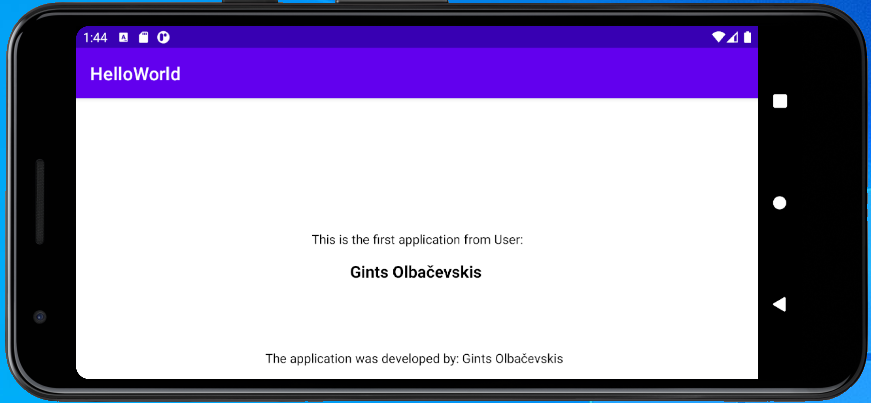 1:44
HelloWorld
This is the first application from User:
Gints Olbačevskis
The application was developed by: Gints Olbačevskis